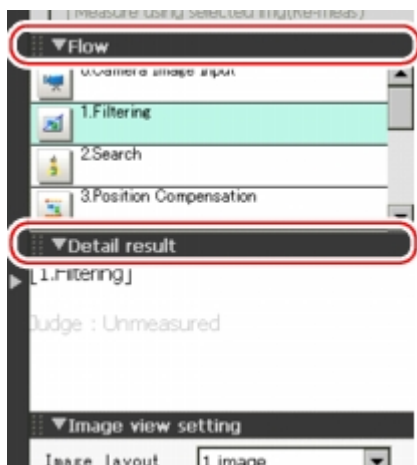 [Measure using selected img(Re-meas)
▼Flow
0.Camera Image Input
1.Filtering
2.Search
3.Position Compensation
▼Detail result
[1.Filtering]
Judge : Unmeasured
▼Image view setting
Image layout 1 image